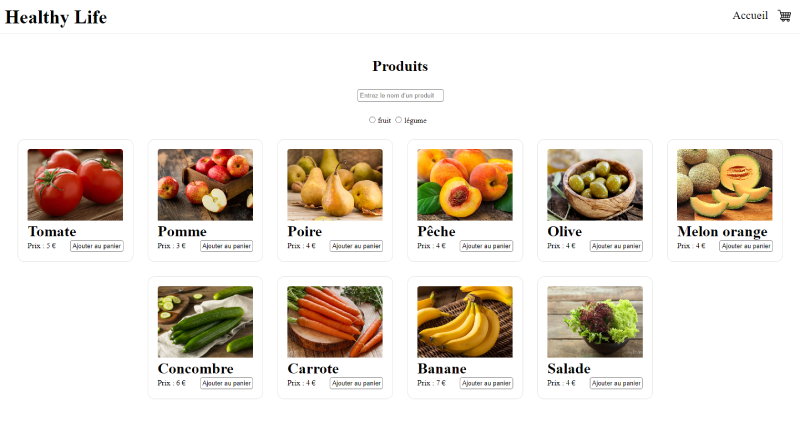 Healthy Life
Accueil
Produits
Entrez le nom d'un produit
fruit légume
Tomate
Prix : 5 € Ajouter au panier
Pomme
Prix : 3 € Ajouter au panier
Poire
Prix : 4 € Ajouter au panier
Pêche
Prix : 4 € Ajouter au panier
Olive
Prix : 4 € Ajouter au panier
Melon orange
Prix : 4 € Ajouter au panier
Concombre
Prix : 6 € Ajouter au panier
Carrote
Prix : 4 € Ajouter au panier
Banane
Prix : 7 € Ajouter au panier
Salade
Prix : 4 € Ajouter au panier